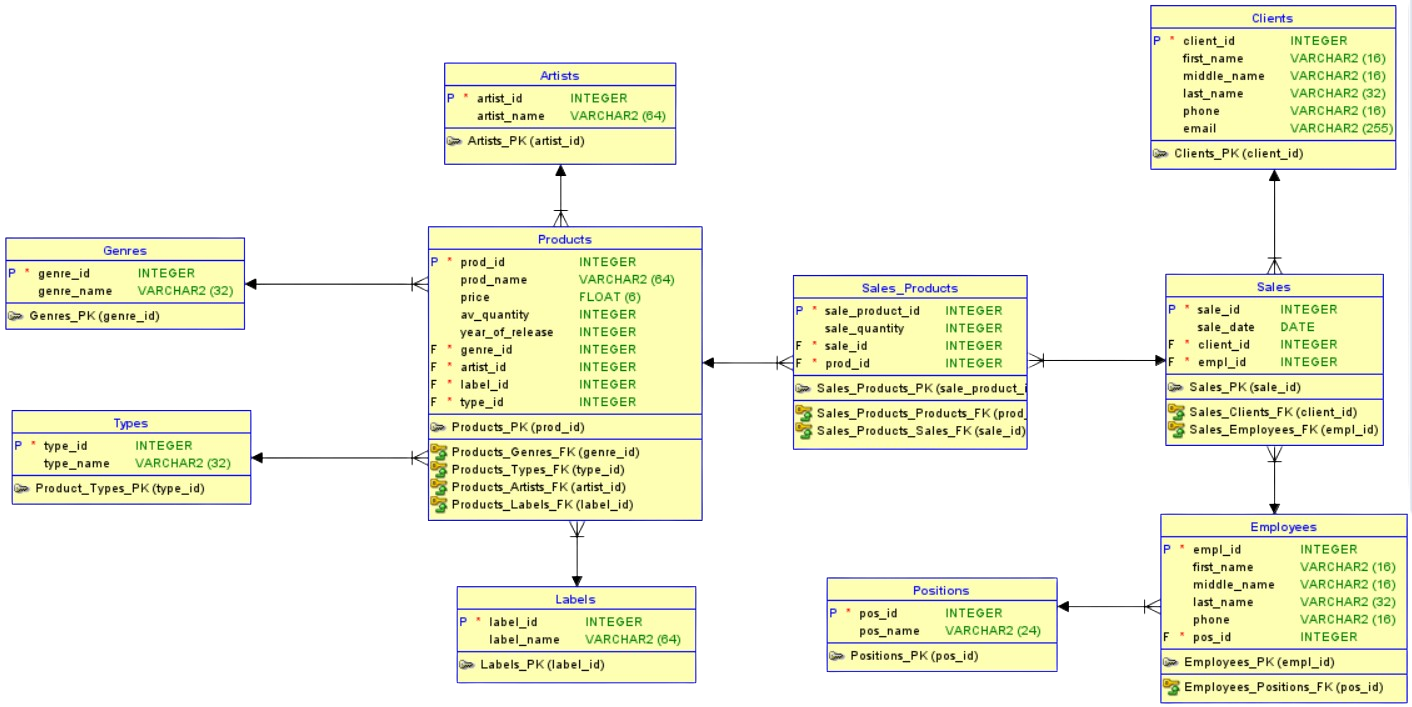 Clients
P * client_id INTEGER
first_name VARCHAR2 (16)
middle_name VARCHAR2 (16)
last_name VARCHAR2 (32)
phone VARCHAR2 (16)
email VARCHAR2 (255)
Clients_PK (client_id)
Artists
P * artist_id INTEGER
artist_name VARCHAR2 (64)
Artists_PK (artist_id)
Genres
P * genre_id INTEGER
genre_name VARCHAR2 (32)
Genres_PK (genre_id)
Products
P * prod_id INTEGER
prod_name VARCHAR2 (64)
price FLOAT (6)
av_quantity INTEGER
year_of_release INTEGER
F * genre_id INTEGER
F * artist_id INTEGER
F * label_id INTEGER
F * type_id INTEGER
Products_PK (prod_id)
Products_Genres_FK (genre_id)
Products_Types_FK (type_id)
Products_Artists_FK (artist_id)
Products_Labels_FK (label_id)
Sales_Products
P * sale_product_id INTEGER
sale_quantity INTEGER
F * sale_id INTEGER
F * prod_id INTEGER
Sales_Products_PK (sale_product_i
Sales_Products_Products_FK (prod_
Sales_Products_Sales_FK (sale_id)
Sales
P * sale_id INTEGER
sale_date DATE
F * client_id INTEGER
F * empl_id INTEGER
Sales_PK (sale_id)
Sales_Clients_FK (client_id)
Sales_Employees_FK (empl_id)
Types
P * type_id INTEGER
type_name VARCHAR2 (32)
Product_Types_PK (type_id)
Labels
P * label_id INTEGER
label_name VARCHAR2 (64)
Labels_PK (label_id)
Positions
P * pos_id INTEGER
pos_name VARCHAR2 (24)
Positions_PK (pos_id)
Employees
P * empl_id INTEGER
first_name VARCHAR2 (16)
middle_name VARCHAR2 (16)
last_name VARCHAR2 (32)
phone VARCHAR2 (16)
F * pos_id INTEGER
Employees_PK (empl_id)
Employees_Positions_FK (pos_id)